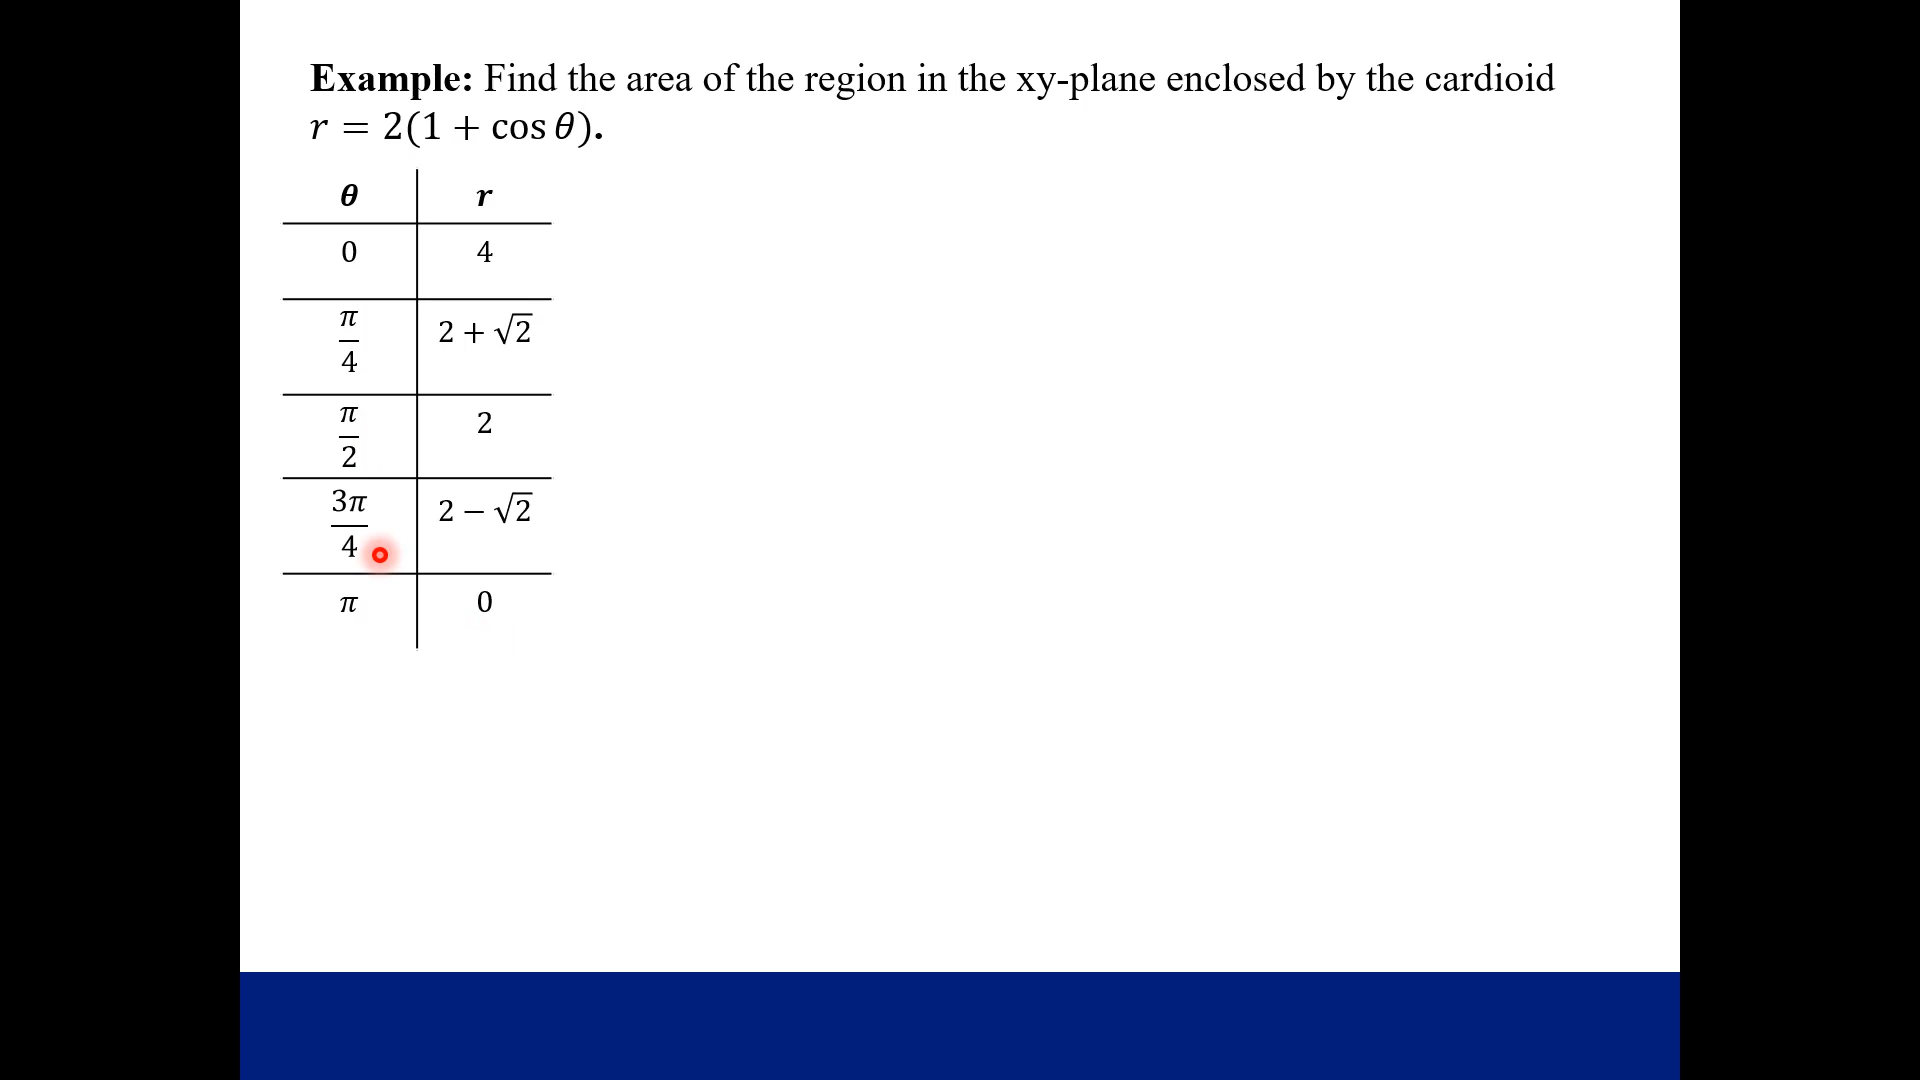 Example: Find the area of the region in the xy-plane enclosed by the cardioid
r = 2(1 + cos θ).
θ r
0 4
π/4 2 + √2
π/2 2
3π/4 2 − √2
π 0